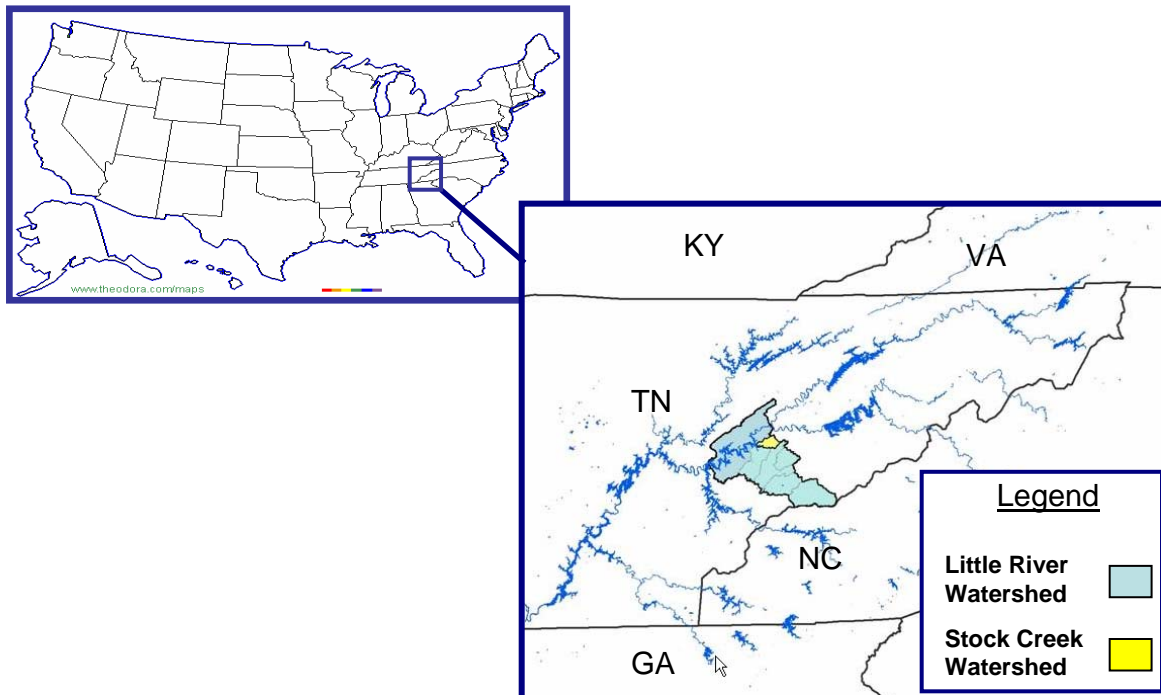 www.theodora.com/maps
KY
VA
TN
NC
GA
Legend
Little River
Watershed
Stock Creek
Watershed